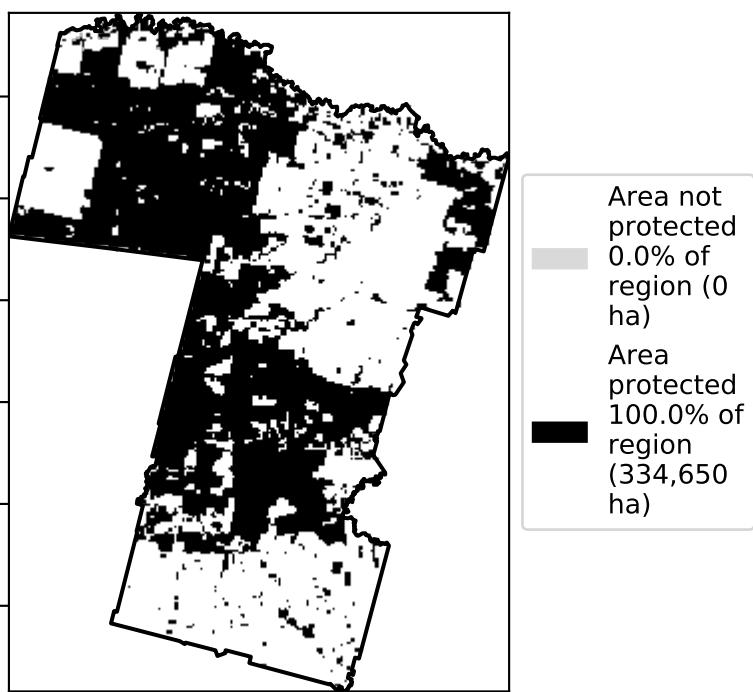 Area not
protected
0.0% of
region (0
ha)
Area
protected
100.0% of
region
(334,650
ha)